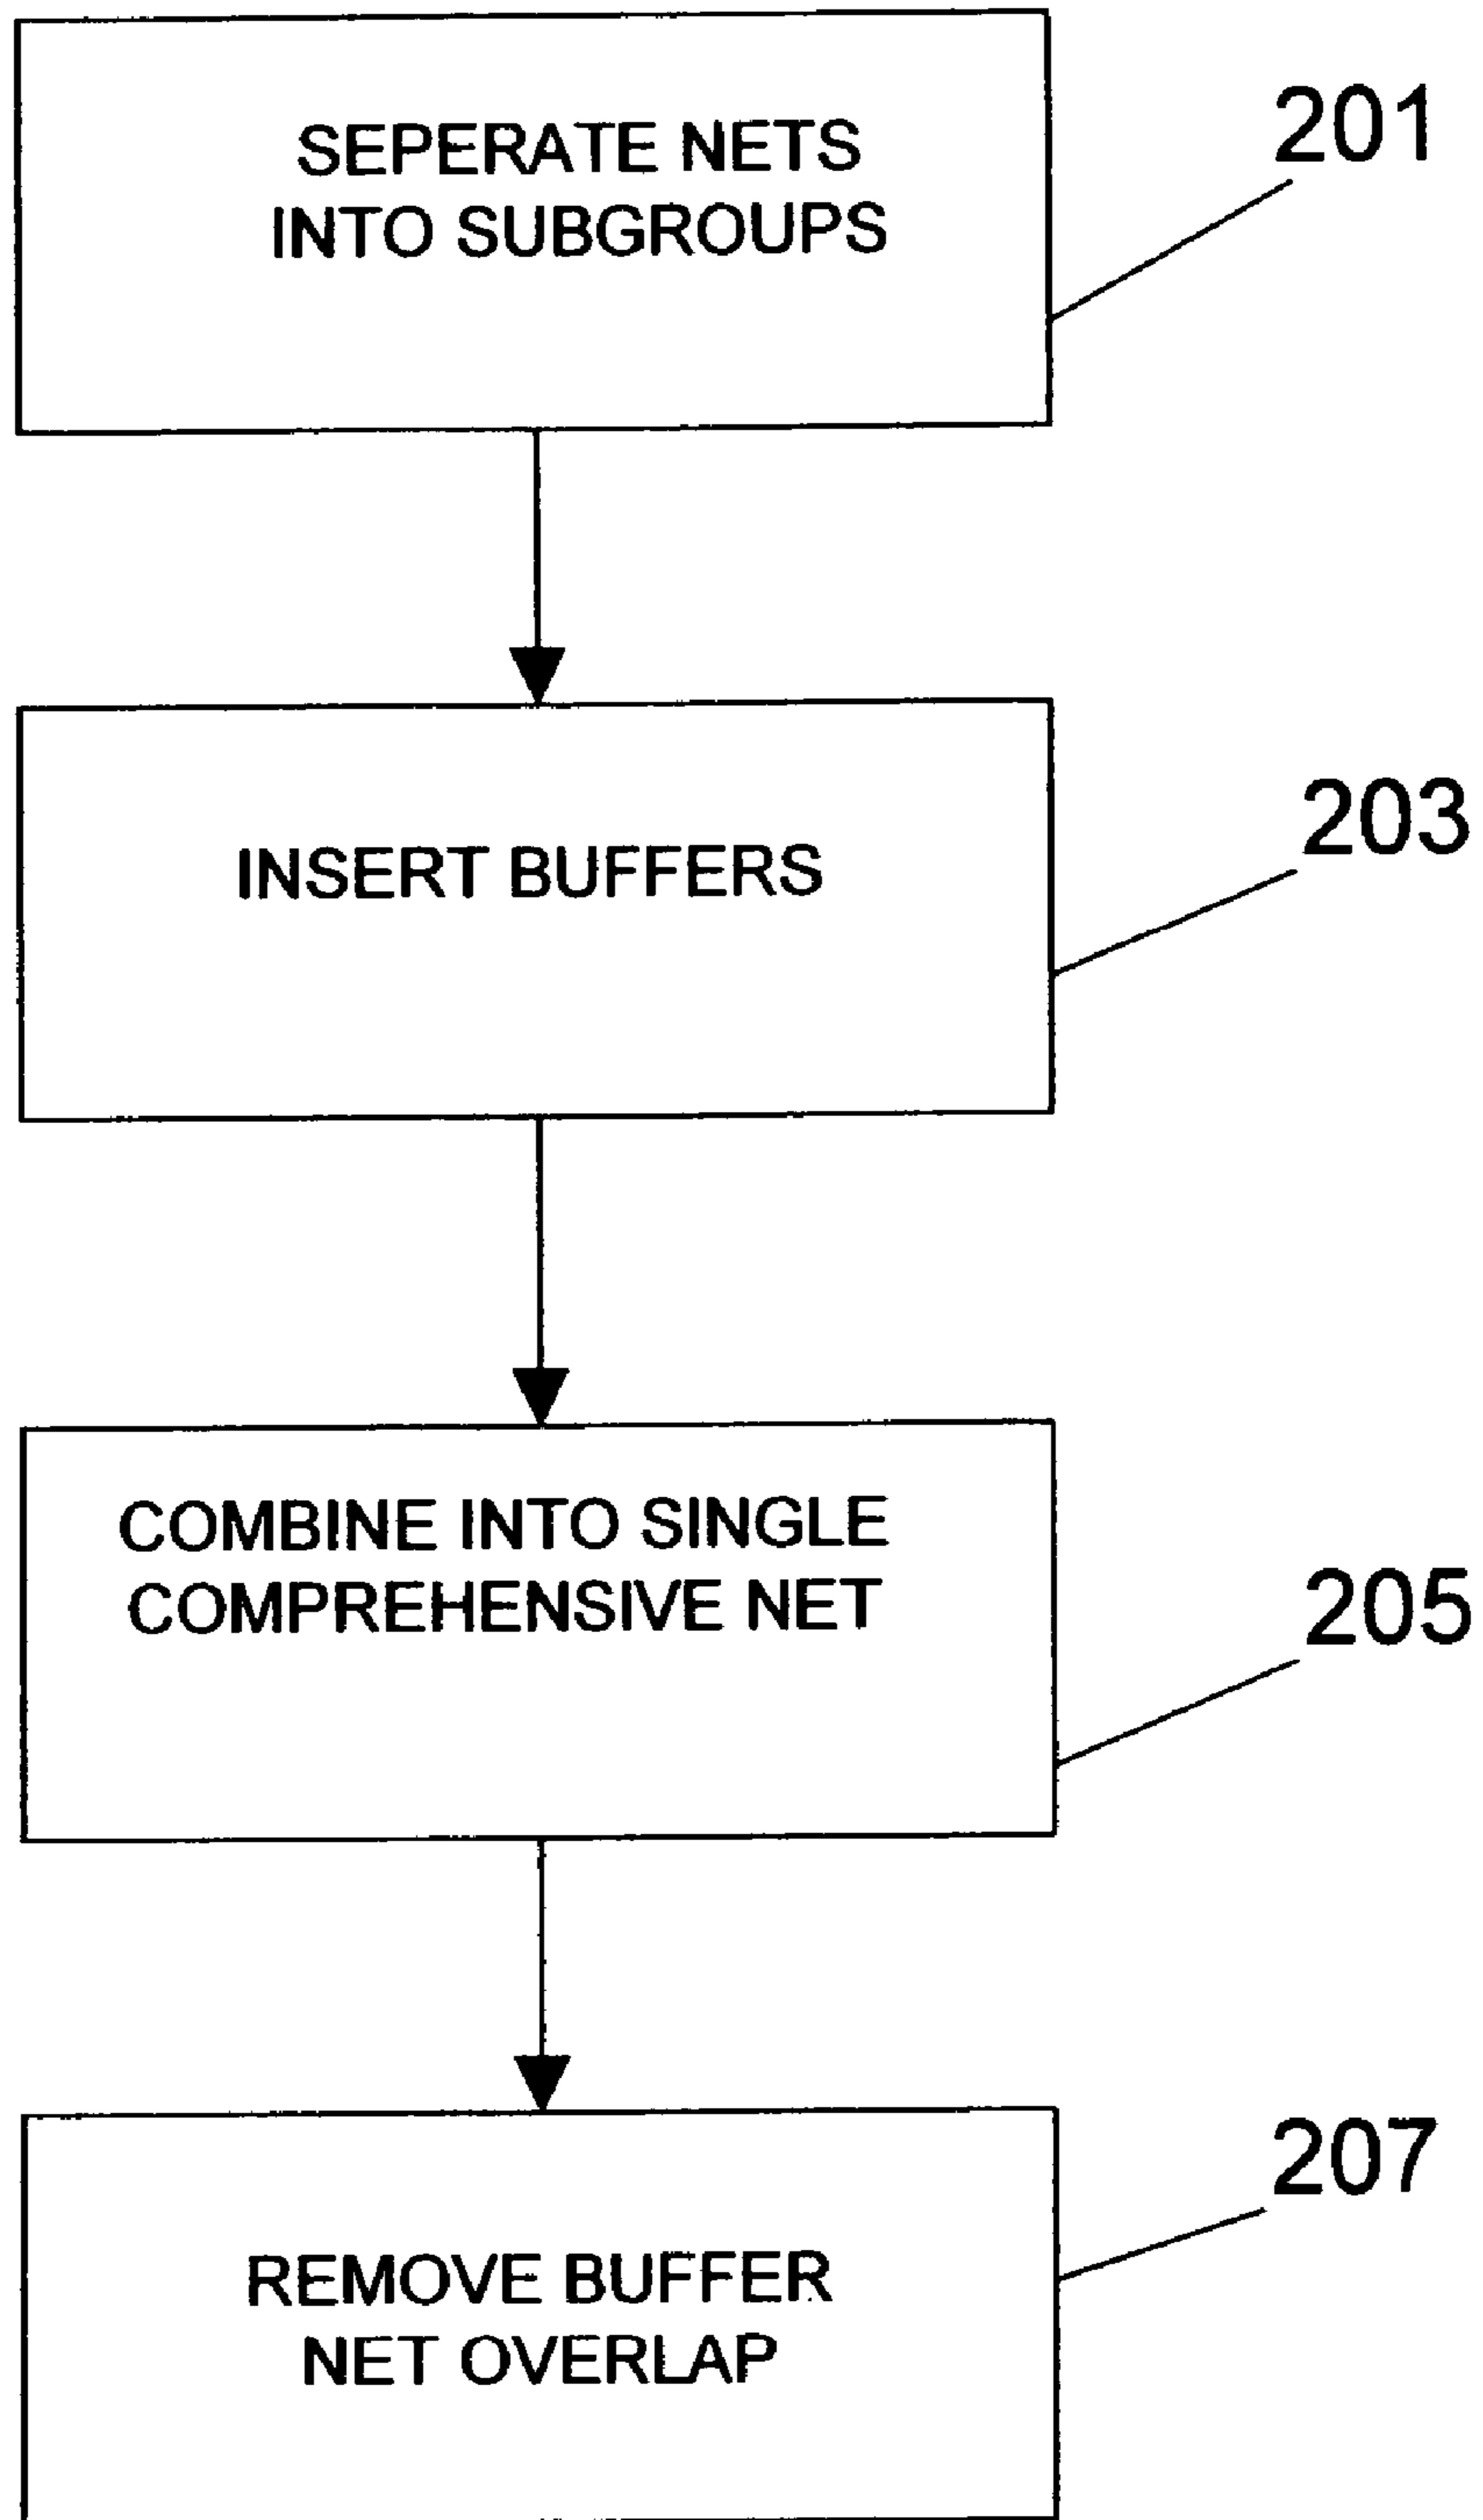 SEPERATE NETS
INTO SUBGROUPS
201
INSERT BUFFERS
203
COMBINE INTO SINGLE
COMPREHENSIVE NET
205
REMOVE BUFFER
NET OVERLAP
207